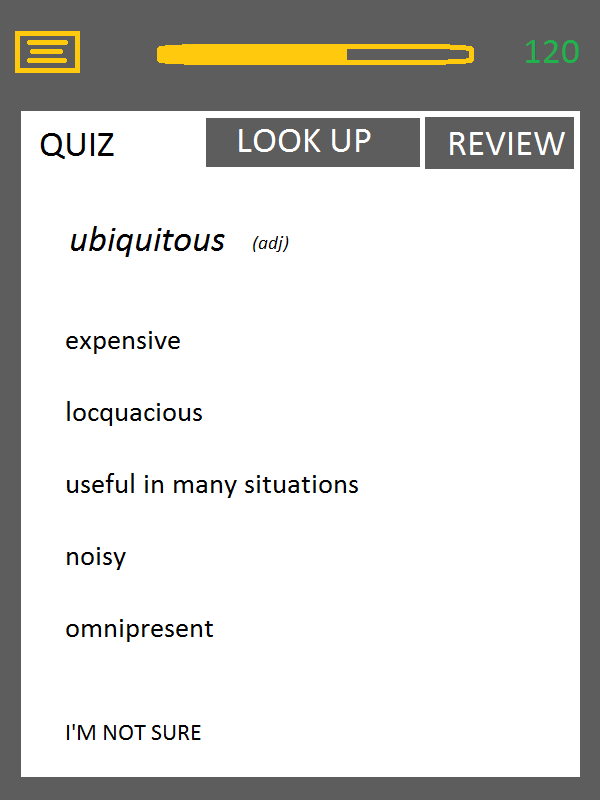 120
QUIZ LOOK UP REVIEW
ubiquitous (adj)
expensive
locquacious
useful in many situations
noisy
omnipresent
I'M NOT SURE